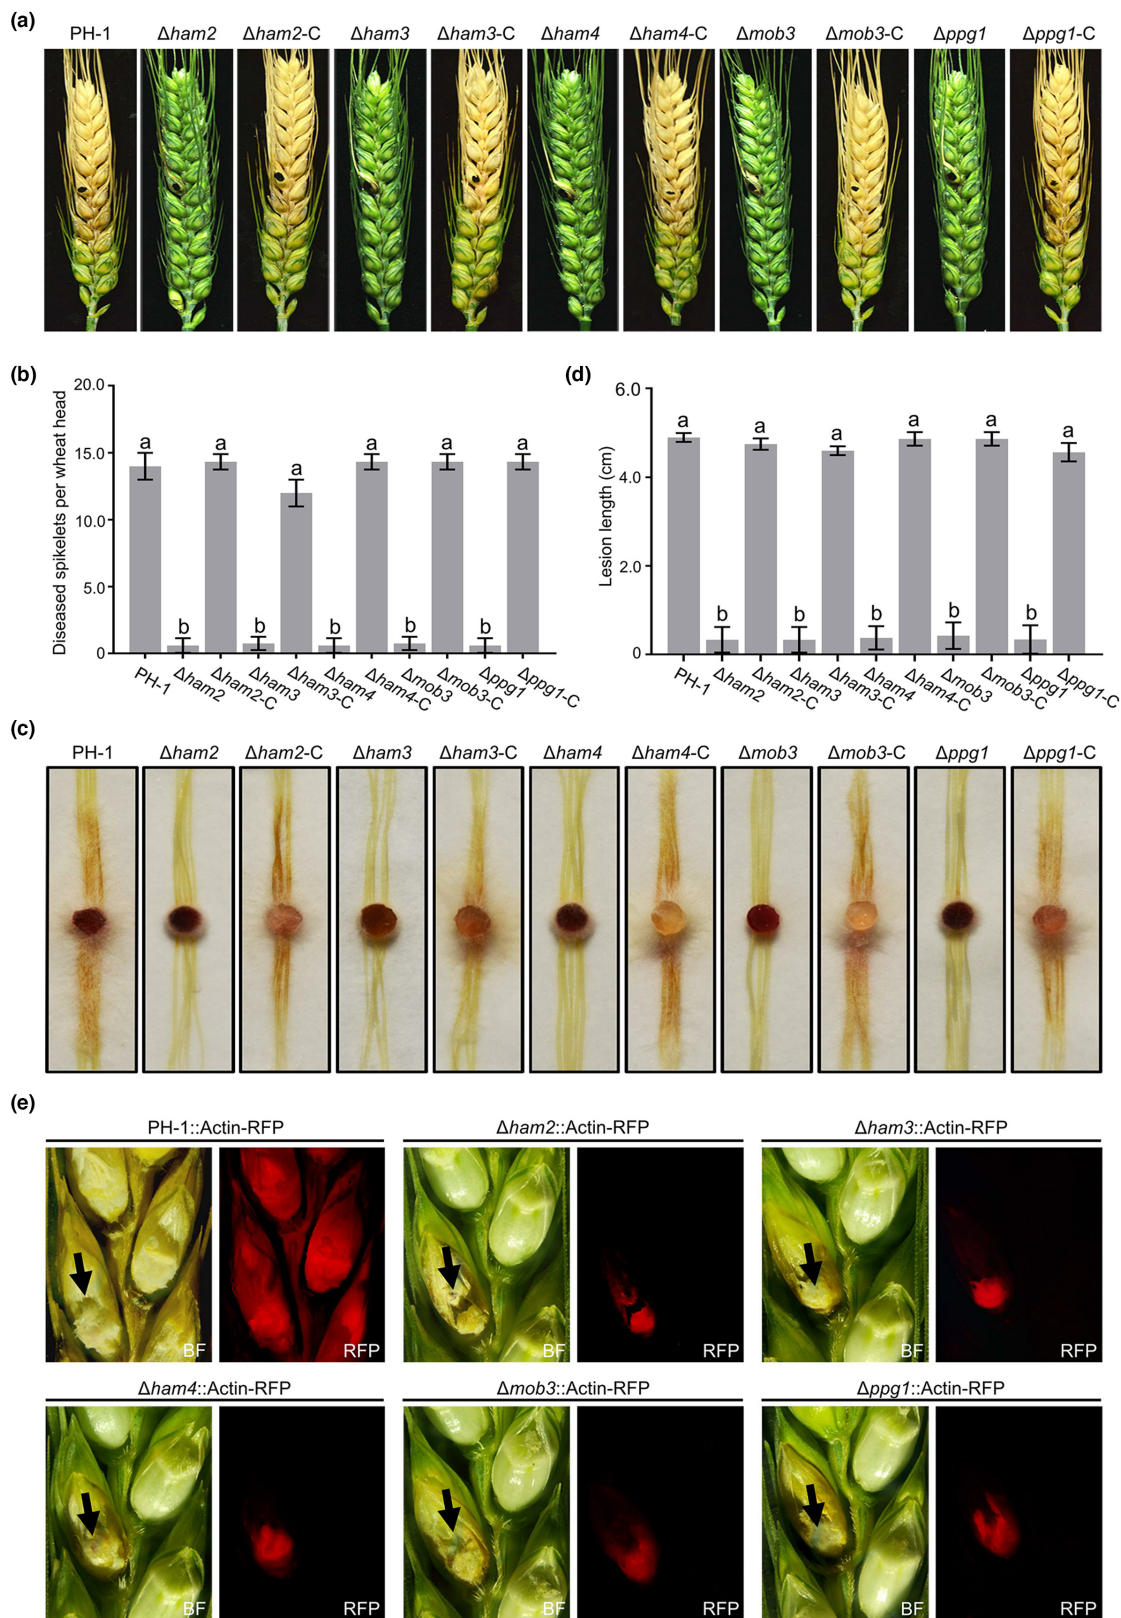 (a)
PH-1 Δham2 Δham2-C Δham3 Δham3-C Δham4 Δham4-C Δmob3 Δmob3-C Δppg1 Δppg1-C
(b)
Diseased spikelets per wheat head
20.0
15.0
10.0
5.0
0
a b a b a b a b a b a
PH-1 Δham2 Δham2-C Δham3 Δham3-C Δham4 Δham4-C Δmob3 Δmob3-C Δppg1 Δppg1-C
(d)
Lesion length (cm)
6.0
4.0
2.0
0
a b a b a b a b a b a
PH-1 Δham2 Δham2-C Δham3 Δham3-C Δham4 Δham4-C Δmob3 Δmob3-C Δppg1 Δppg1-C
(c)
PH-1 Δham2 Δham2-C Δham3 Δham3-C Δham4 Δham4-C Δmob3 Δmob3-C Δppg1 Δppg1-C
(e)
PH-1::Actin-RFP Δham2::Actin-RFP Δham3::Actin-RFP
BF RFP BF RFP BF RFP
Δham4::Actin-RFP Δmob3::Actin-RFP Δppg1::Actin-RFP
BF RFP BF RFP BF RFP